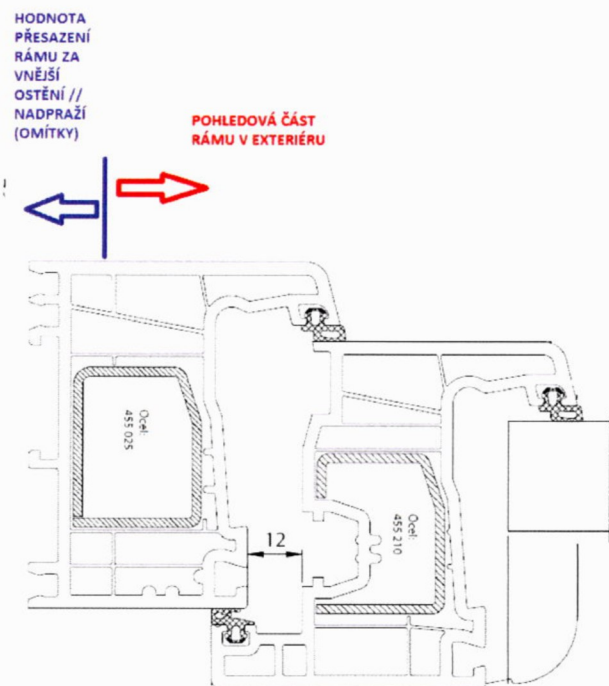 HODNOTA
PŘESAZENÍ
RÁMU ZA
VNĚJŠÍ
OSTĚNÍ //
NADPRAŽÍ
(OMÍTKY)
POHLEDOVÁ ČÁST
RÁMU V EXTERIÉRU
Ocel:
455 025
12
Ocel:
455 210